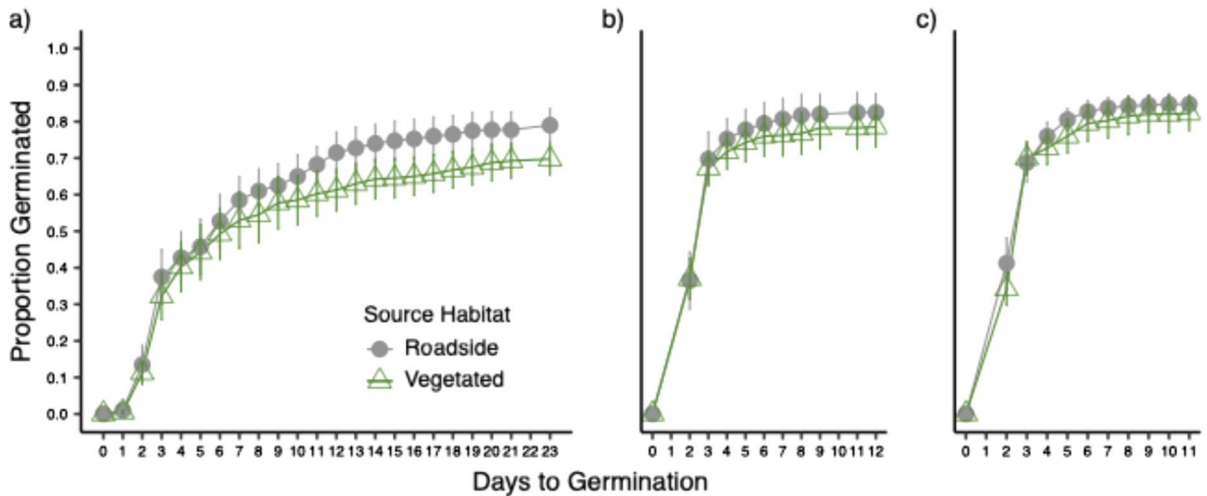 a)
b)
c)
Proportion Germinated
1.0
0.9
0.8
0.7
0.6
0.5
0.4
0.3
0.2
0.1
0.0
Source Habitat
Roadside
Vegetated
0 1 2 3 4 5 6 7 8 9 10 11 12 13 14 15 16 17 18 19 20 21 22 23
0 1 2 3 4 5 6 7 8 9 10 11 12
0 1 2 3 4 5 6 7 8 9 10 11
Days to Germination